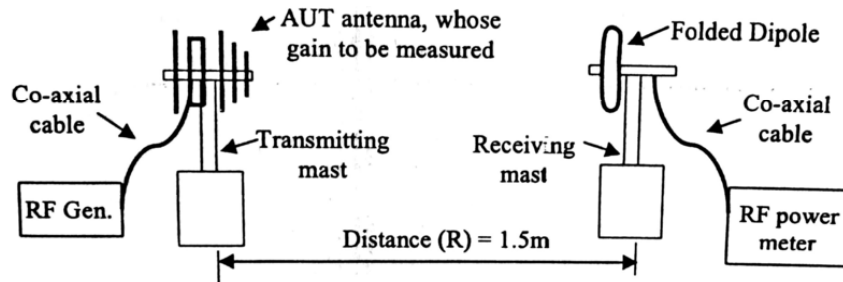 AUT antenna, whose
gain to be measured
Folded Dipole
Co-axial
cable
Transmitting
mast
Receiving
mast
Co-axial
cable
RF Gen.
RF power
meter
Distance (R) = 1.5m